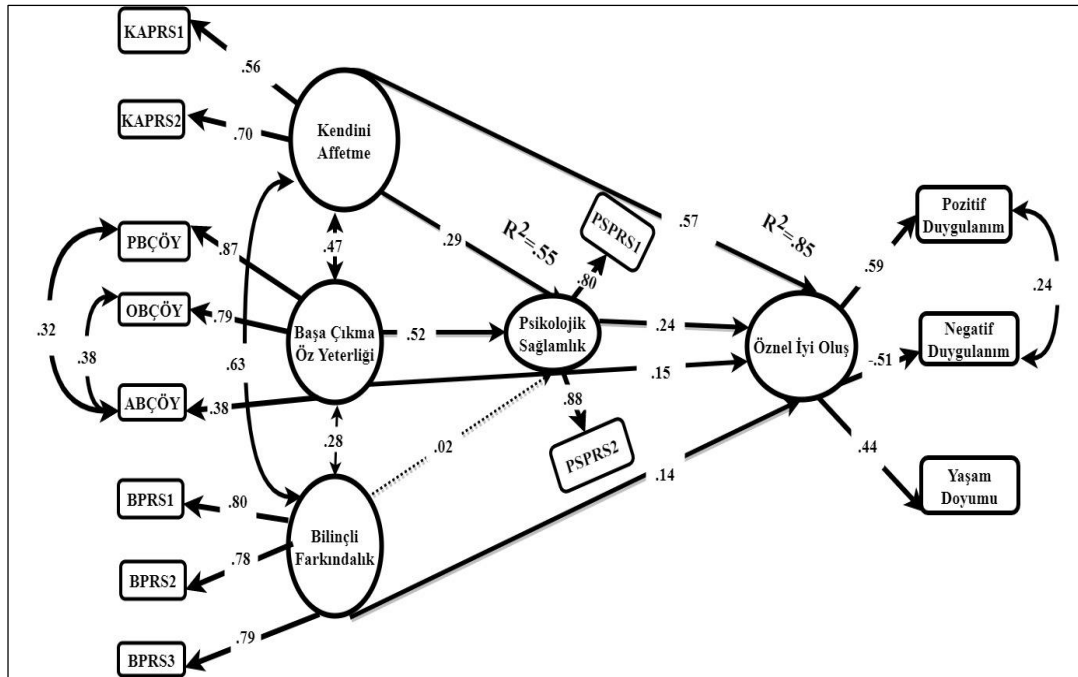 KAPRS1
.56
KAPRS2
.70
Kendini
Affetme
PSPRS1
.57
R²=.85
Pozitif
Duygulanım
PBÇÖY
.87
.47
.29
R²=.55
.80
.59
.24
.32
OBÇÖY
.79
Başa Çıkma
Öz Yeterliği
.52
Psikolojik
Sağlamlık
.24
Öznel İyi Oluş
Negatif
Duygulanım
-.51
.38
.63
ABÇÖY
.38
.15
.88
.28
.02
.44
PSPRS2
.14
BPRS1
.80
Bilinçli
Farkındalık
Yaşam
Doyumu
BPRS2
.78
BPRS3
.79